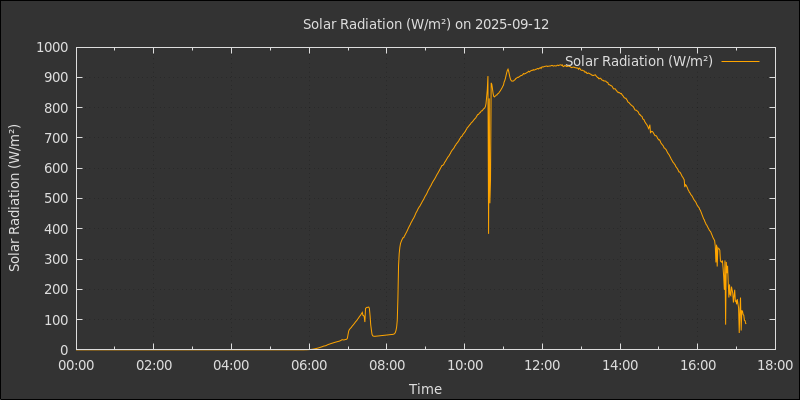 Solar Radiation (W/m²) on 2025-09-12
Solar Radiation (W/m²)
Solar Radiation (W/m²)
1000
900
800
700
600
500
400
300
200
100
0
00:00 02:00 04:00 06:00 08:00 10:00 12:00 14:00 16:00 18:00
Time